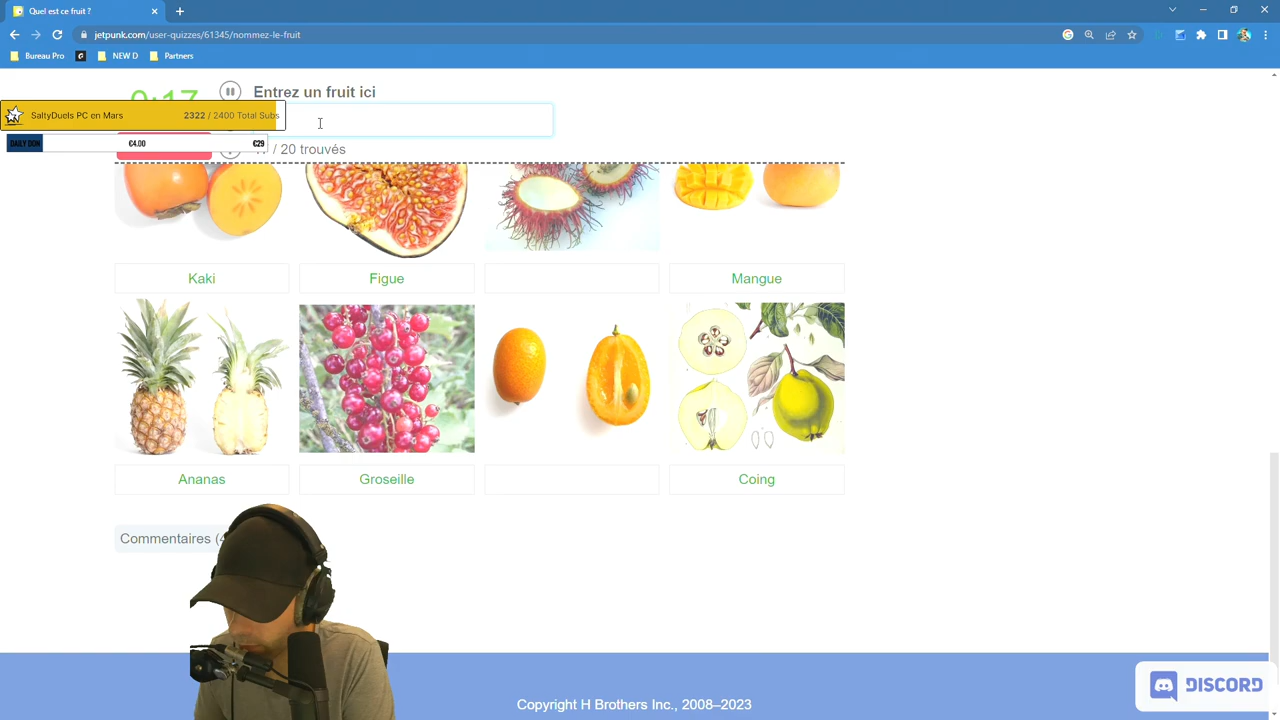 Quel est ce fruit ?
jetpunk.com/user-quizzes/61345/nommez-le-fruit
Bureau Pro
NEW D
Partners
Entrez un fruit ici
SaltyDuels PC en Mars
2322 / 2400 Total Subs
DAILY DON
€4.00
€29
/ 20 trouvés
Kaki
Figue
Mangue
Ananas
Groseille
Coing
Commentaires
Copyright H Brothers Inc., 2008–2023
DISCORD